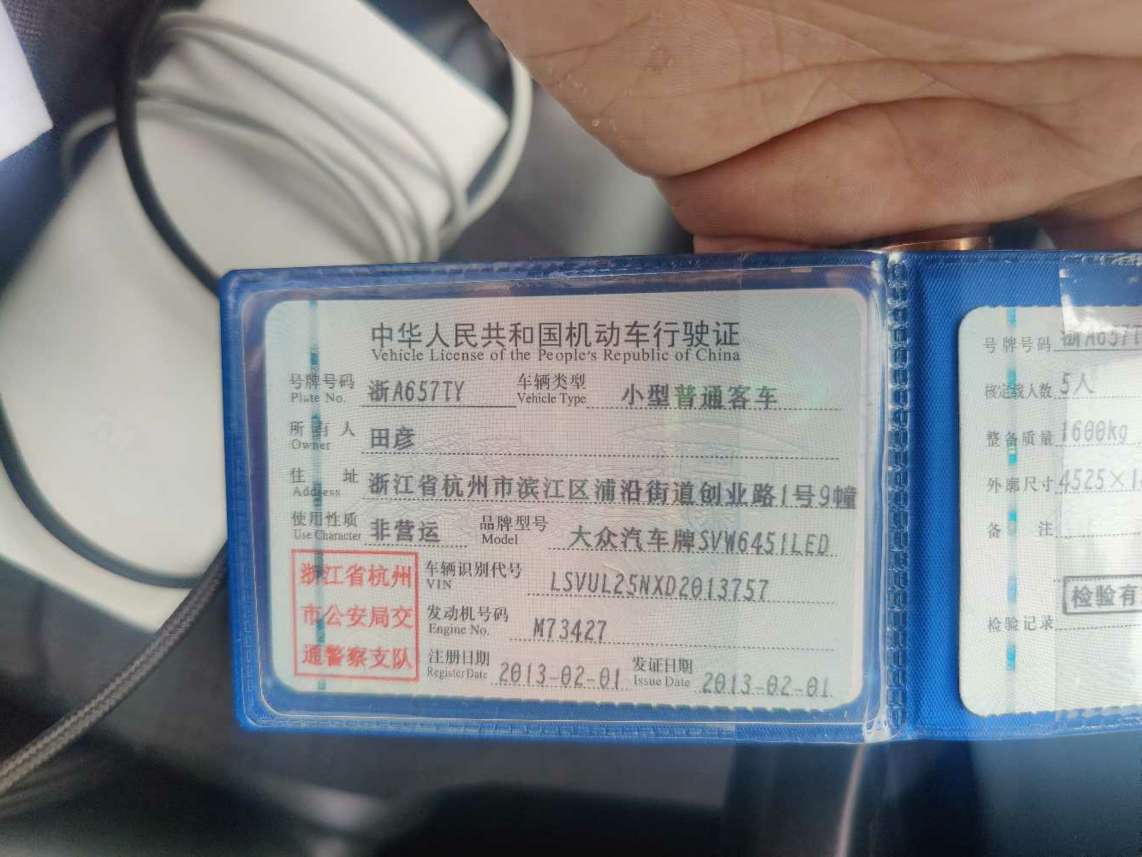 中华人民共和国机动车行驶证
Vehicle License of the People's Republic of China
号牌号码 浙A657TY 车辆类型 小型普通客车
Plate No. Vehicle Type
所有人 田彦
Owner
住址 浙江省杭州市滨江区浦沿街道创业路1号9幢
Address
使用性质 非营运 品牌型号 大众汽车牌SVW6451LED
Use Character Model
浙江省杭州
市公安局交
通警察支队
车辆识别代号 LSVUL25NXD2013757
VIN
发动机号码 M73427
Engine No.
注册日期 2013-02-01 发证日期 2013-02-01
Register Date Issue Date
号牌号码 浙A657T
核定载人数 5人
整备质量 1600kg
外廓尺寸 4525×1
备注
检验有
检验记录